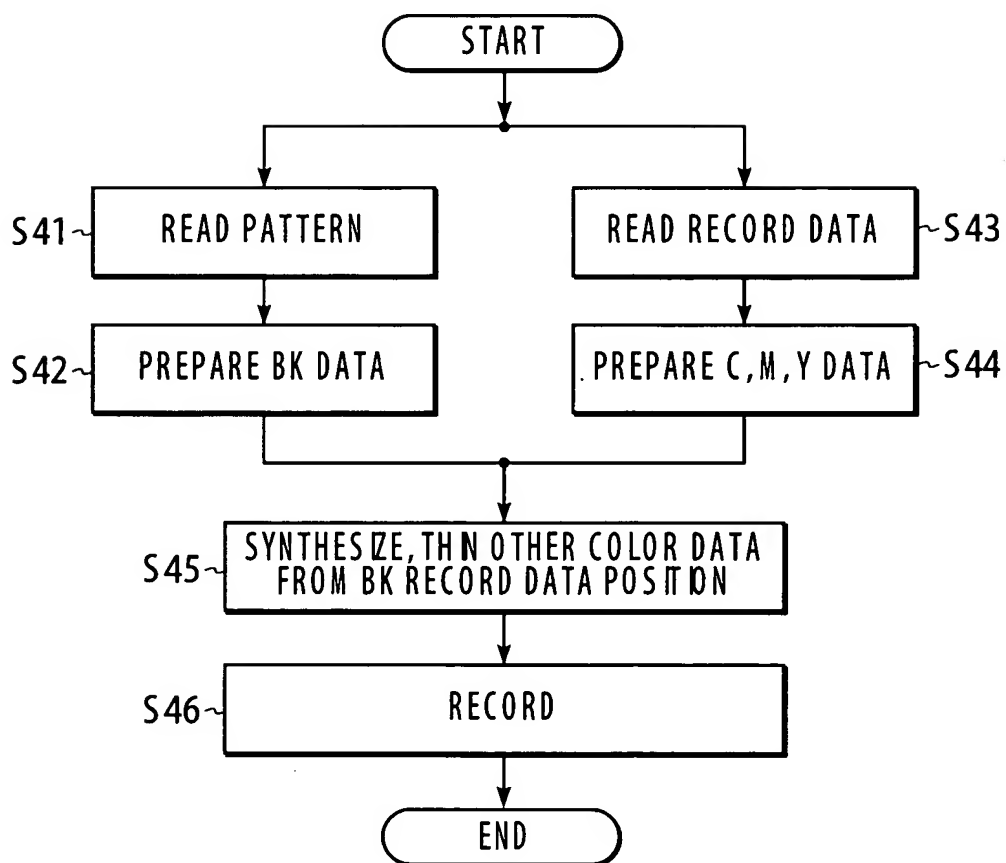 START
S41 READ PATTERN
READ RECORD DATA S43
S42 PREPARE BK DATA
PREPARE C, M, Y DATA S44
S45 SYNTHESIZE, THIN OTHER COLOR DATA
FROM BK RECORD DATA POSITION
S46 RECORD
END